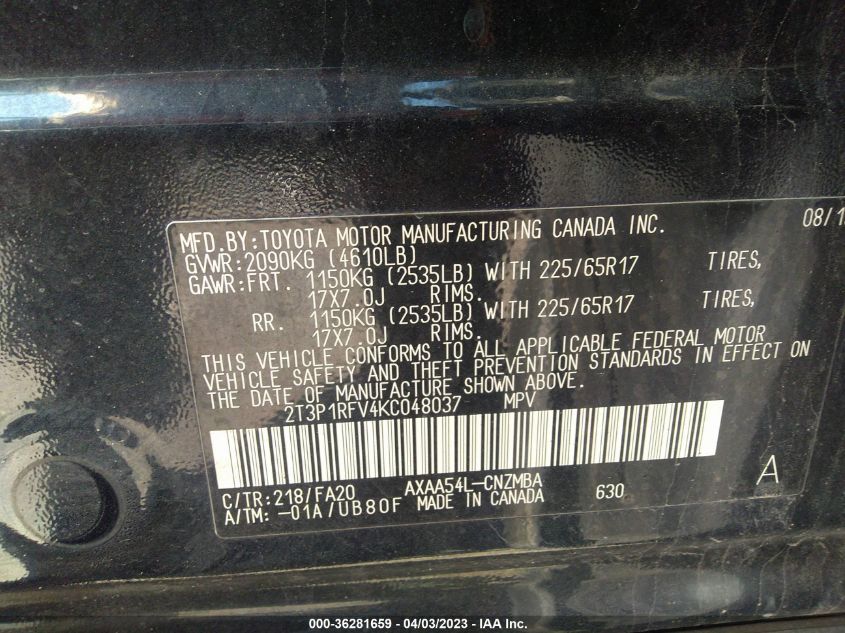 MFD.BY:TOYOTA MOTOR MANUFACTURING CANADA INC. 08/1
GVWR:2090KG (4610LB)
GAWR:FRT. 1150KG (2535LB) WITH 225/65R17 TIRES,
17X7.0J RIMS.
RR. 1150KG (2535LB) WITH 225/65R17 TIRES,
17X7.0J RIMS.
THIS VEHICLE CONFORMS TO ALL APPLICABLE FEDERAL MOTOR
VEHICLE SAFETY AND THEFT PREVENTION STANDARDS IN EFFECT ON
THE DATE OF MANUFACTURE SHOWN ABOVE.
2T3P1RFV4KC048037 MPV
C/TR:218/FA20 AXAA54L-CNZMBA A
A/TM:-01A/UB80F MADE IN CANADA 630
000-36281659 - 04/03/2023 - IAA Inc.